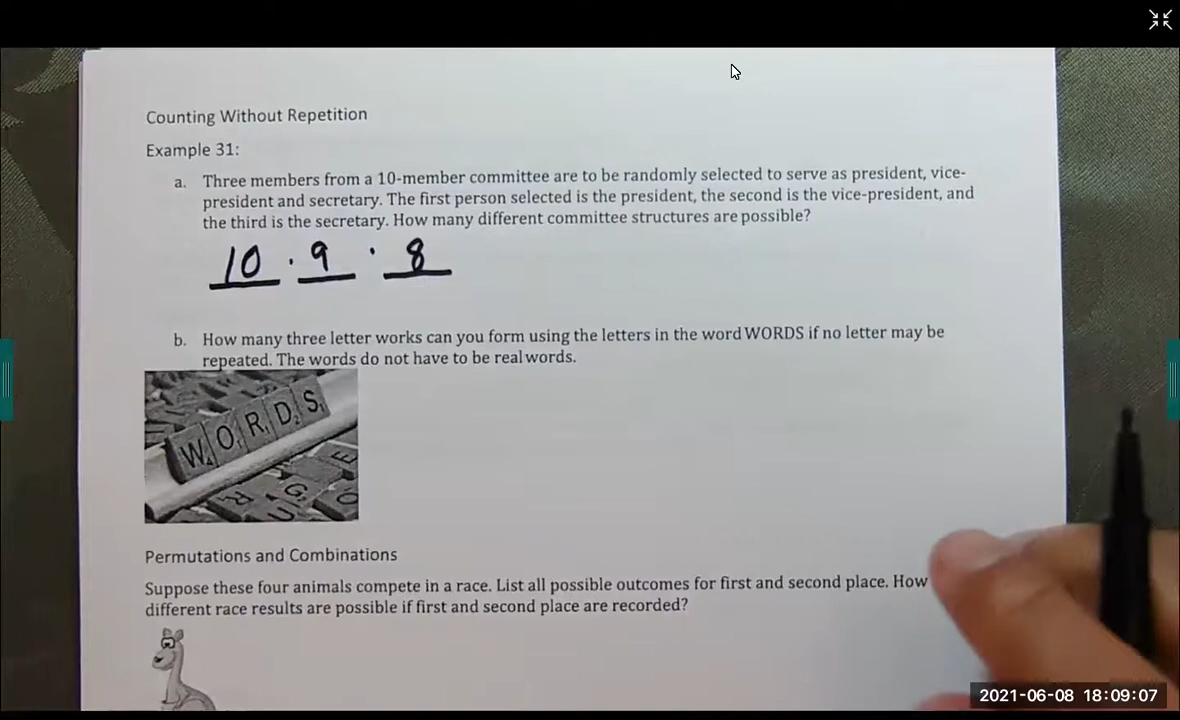 Counting Without Repetition
Example 31:
a. Three members from a 10-member committee are to be randomly selected to serve as president, vice-
president and secretary. The first person selected is the president, the second is the vice-president, and
the third is the secretary. How many different committee structures are possible?
10 · 9 · 8
b. How many three letter works can you form using the letters in the word WORDS if no letter may be
repeated. The words do not have to be real words.
WORDS
Permutations and Combinations
Suppose these four animals compete in a race. List all possible outcomes for first and second place. How
different race results are possible if first and second place are recorded?
2021-06-08 18:09:07